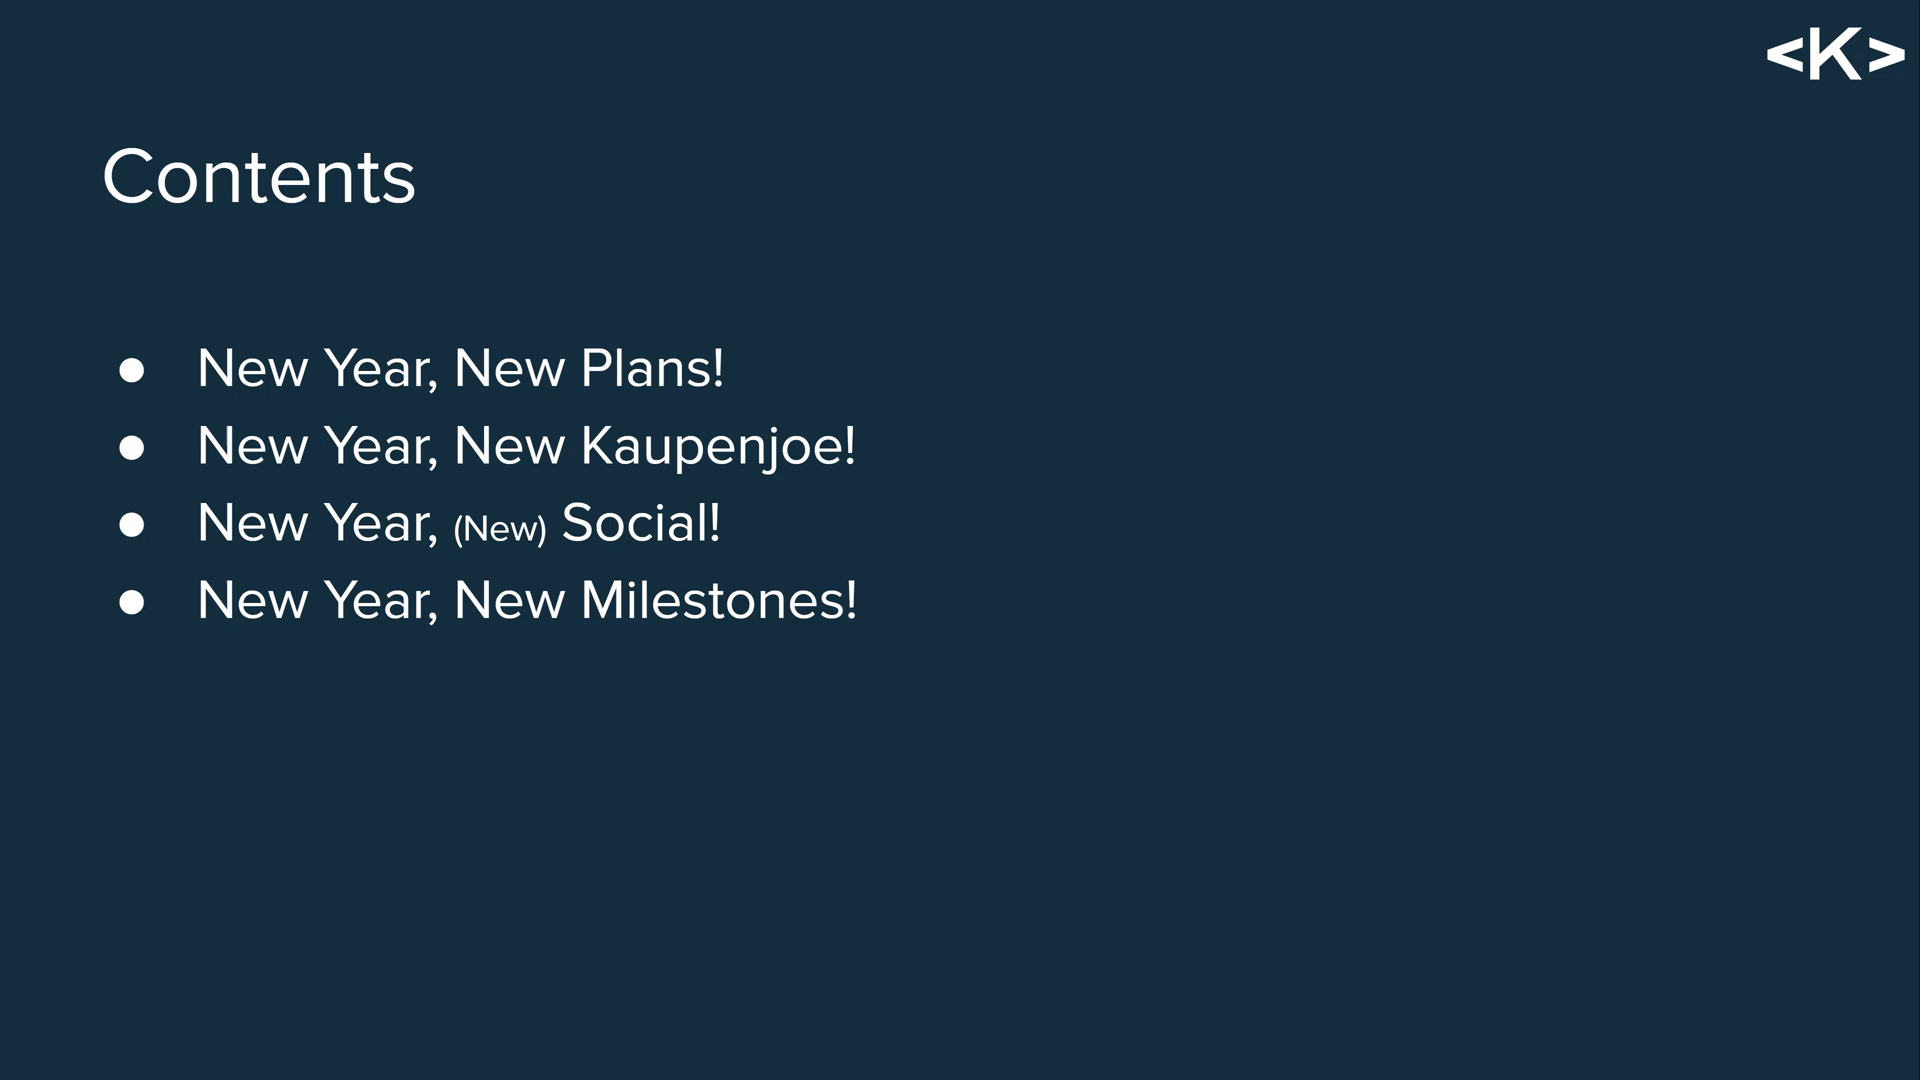 <K>
Contents
● New Year, New Plans!
● New Year, New Kaupenjoe!
● New Year, (New) Social!
● New Year, New Milestones!